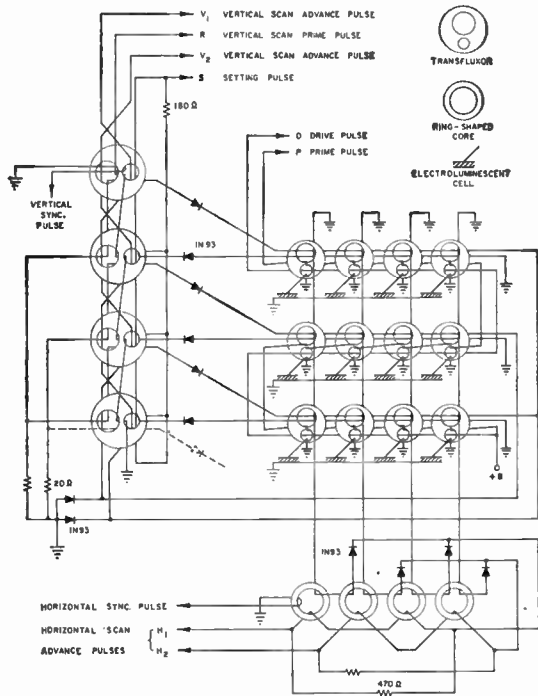 V1 VERTICAL SCAN ADVANCE PULSE
R VERTICAL SCAN PRIME PULSE
V2 VERTICAL SCAN ADVANCE PULSE
S SETTING PULSE
180 Ω
TRANSFLUXOR
RING-SHAPED
CORE
ELECTROLUMINESCENT
CELL
D DRIVE PULSE
P PRIME PULSE
VERTICAL
SYNC.
PULSE
IN93
20Ω
IN93
+B
IN93
HORIZONTAL SYNC. PULSE
HORIZONTAL SCAN H1
ADVANCE PULSES H2
470Ω